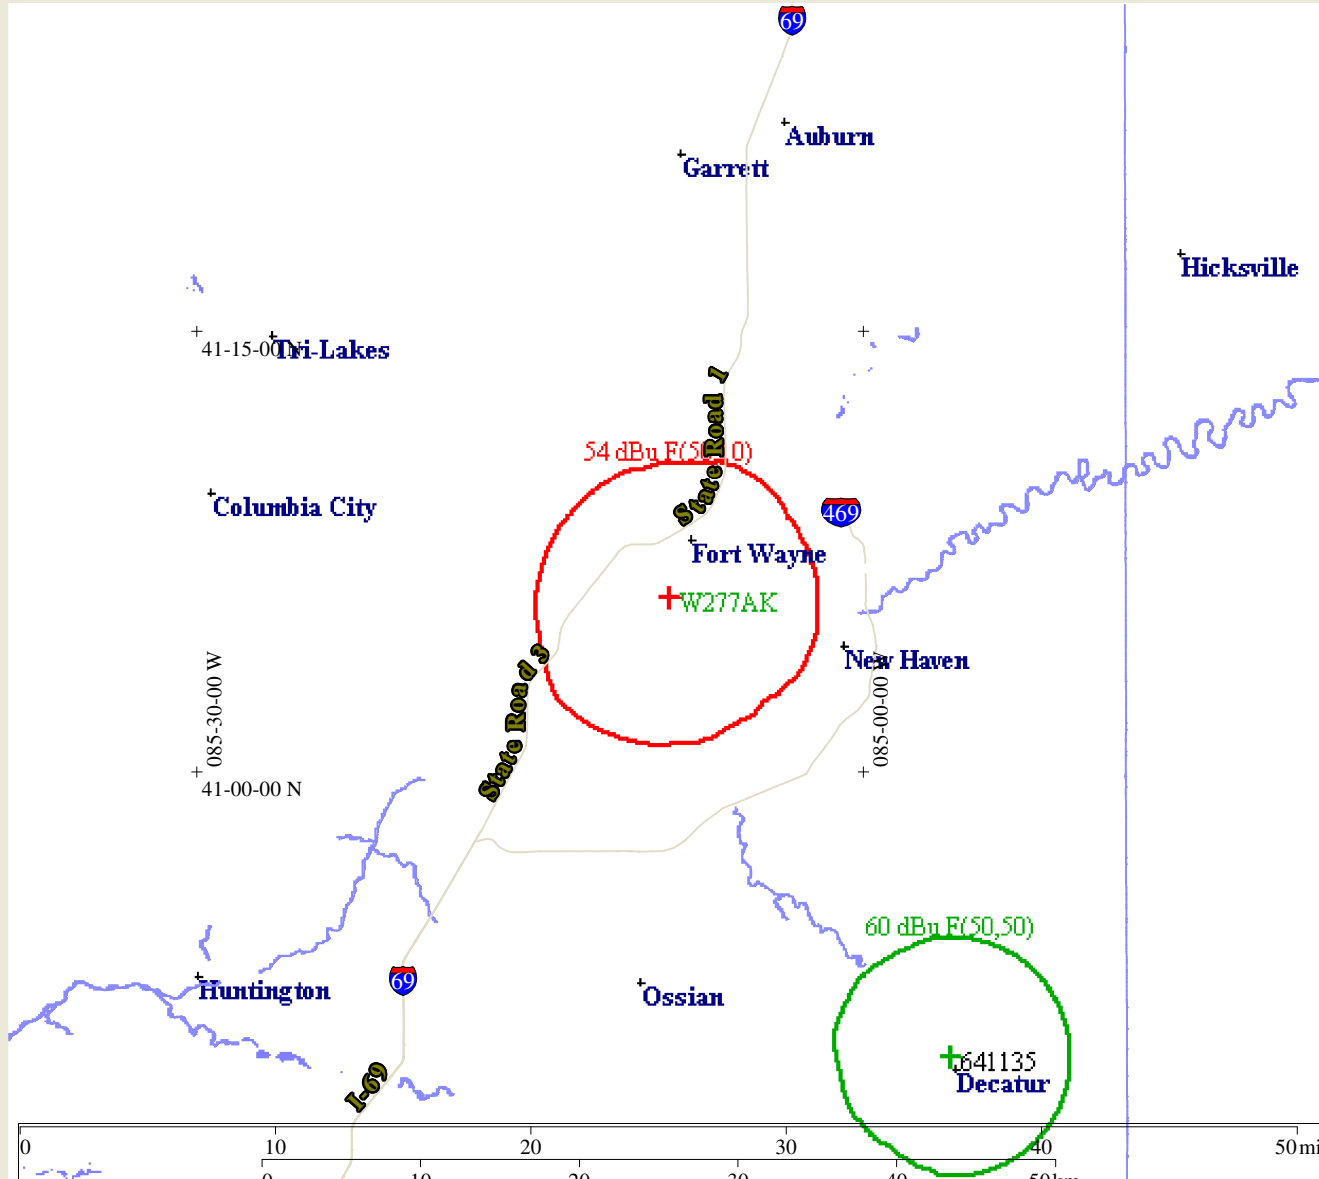 69
Auburn
Garrett
Hicksville
41-15-00 N
Tri-Lakes
State Road 1
54 dBu F(50,10)
Columbia City
469
Fort Wayne
W277AK
New Haven
State Road 3
085-30-00 W
085-00-00 W
41-00-00 N
60 dBu F(50,50)
Huntington
69
Ossian
641135
Decatur
I-69
0 10 20 30 40 50 mi
0 10 20 30 40 50 km